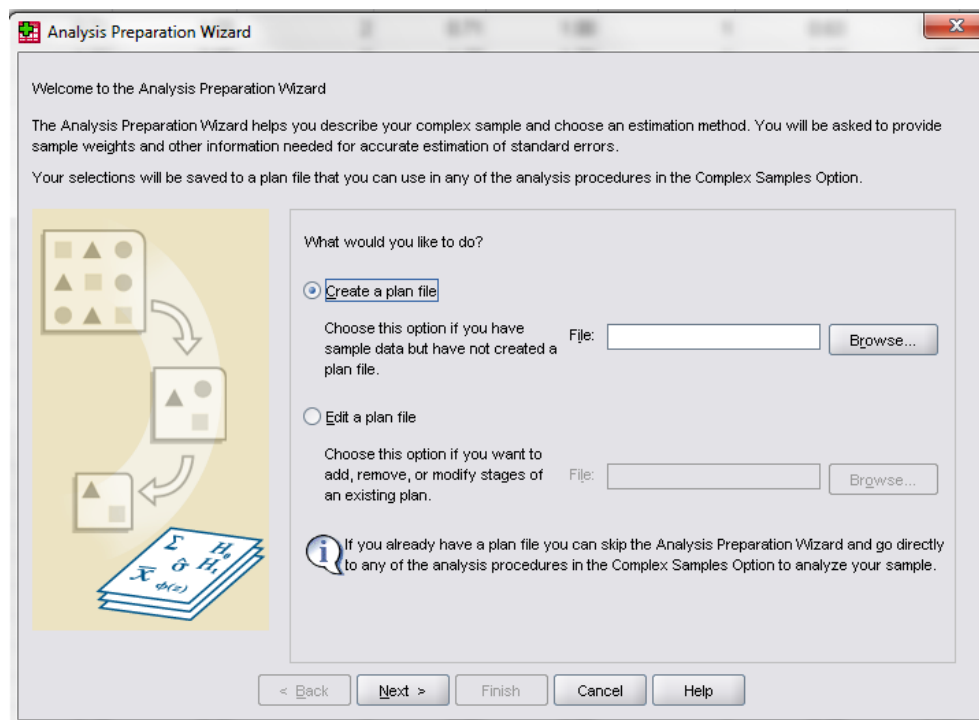 Analysis Preparation Wizard
Welcome to the Analysis Preparation Wizard
The Analysis Preparation Wizard helps you describe your complex sample and choose an estimation method. You will be asked to provide
sample weights and other information needed for accurate estimation of standard errors.
Your selections will be saved to a plan file that you can use in any of the analysis procedures in the Complex Samples Option.
What would you like to do?
Create a plan file
Choose this option if you have
sample data but have not created a
plan file.
File:
Browse...
Edit a plan file
Choose this option if you want to
add, remove, or modify stages of
an existing plan.
File:
Browse...
If you already have a plan file you can skip the Analysis Preparation Wizard and go directly
to any of the analysis procedures in the Complex Samples Option to analyze your sample.
Σ H₀
σ̂ H₁
x̄ φ(z)
< Back Next > Finish Cancel Help